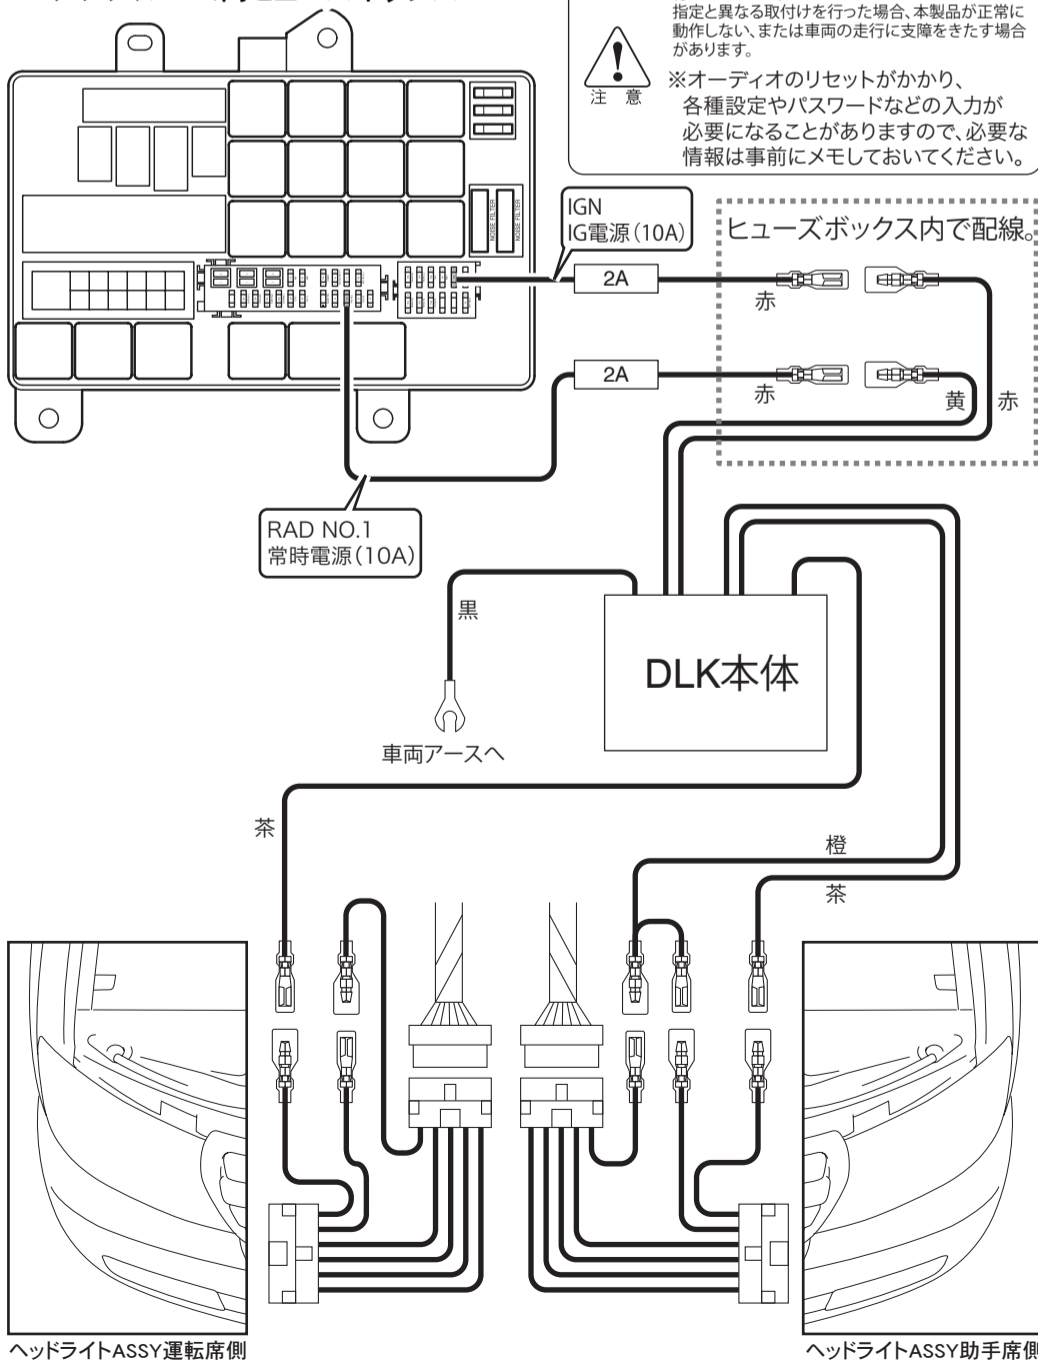 指定と異なる取付けを行った場合、本製品が正常に
動作しない、または車両の走行に支障をきたす場合
があります。
注 意
※オーディオのリセットがかかり、
各種設定やパスワードなどの入力が
必要になることがありますので、必要な
情報は事前にメモしておいてください。
NOISE FILTER
NOISE FILTER
IGN
IG電源(10A)
ヒューズボックス内で配線。
2A
赤
2A
赤
黄
赤
RAD NO.1
常時電源(10A)
黒
DLK本体
車両アースへ
茶
橙
茶
ヘッドライトASSY運転席側
ヘッドライトASSY助手席側